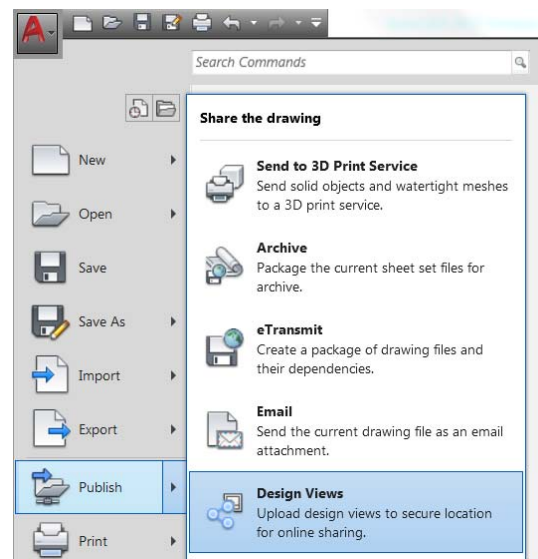 Search Commands
Share the drawing
New
Open
Save
Save As
Import
Export
Publish
Print
Send to 3D Print Service
Send solid objects and watertight meshes
to a 3D print service.
Archive
Package the current sheet set files for
archive.
eTransmit
Create a package of drawing files and
their dependencies.
Email
Send the current drawing file as an email
attachment.
Design Views
Upload design views to secure location
for online sharing.